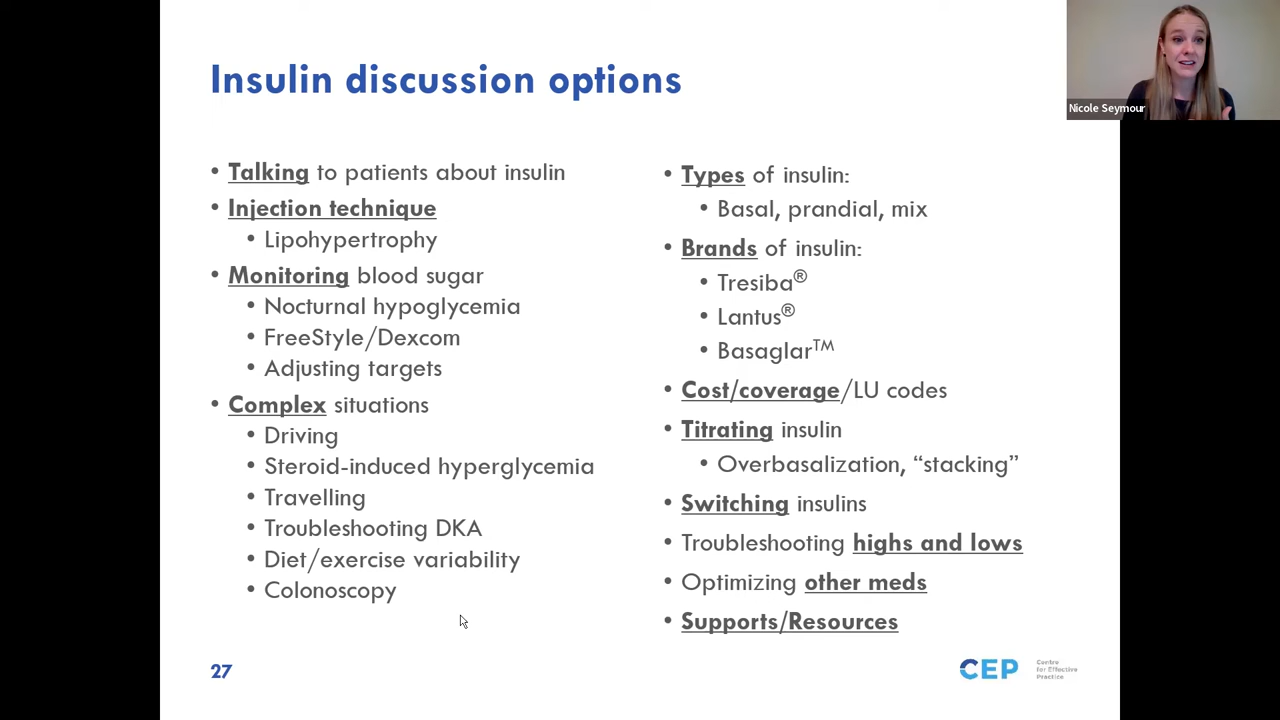 Insulin discussion options
• Talking to patients about insulin
• Injection technique
• Lipohypertrophy
• Monitoring blood sugar
• Nocturnal hypoglycemia
• FreeStyle/Dexcom
• Adjusting targets
• Complex situations
• Driving
• Steroid-induced hyperglycemia
• Travelling
• Troubleshooting DKA
• Diet/exercise variability
• Colonoscopy
• Types of insulin:
• Basal, prandial, mix
• Brands of insulin:
• Tresiba®
• Lantus®
• Basaglar™
• Cost/coverage/LU codes
• Titrating insulin
• Overbasalization, “stacking”
• Switching insulins
• Troubleshooting highs and lows
• Optimizing other meds
• Supports/Resources
27
CEP
Centre
for Effective
Practice
Nicole Seymour